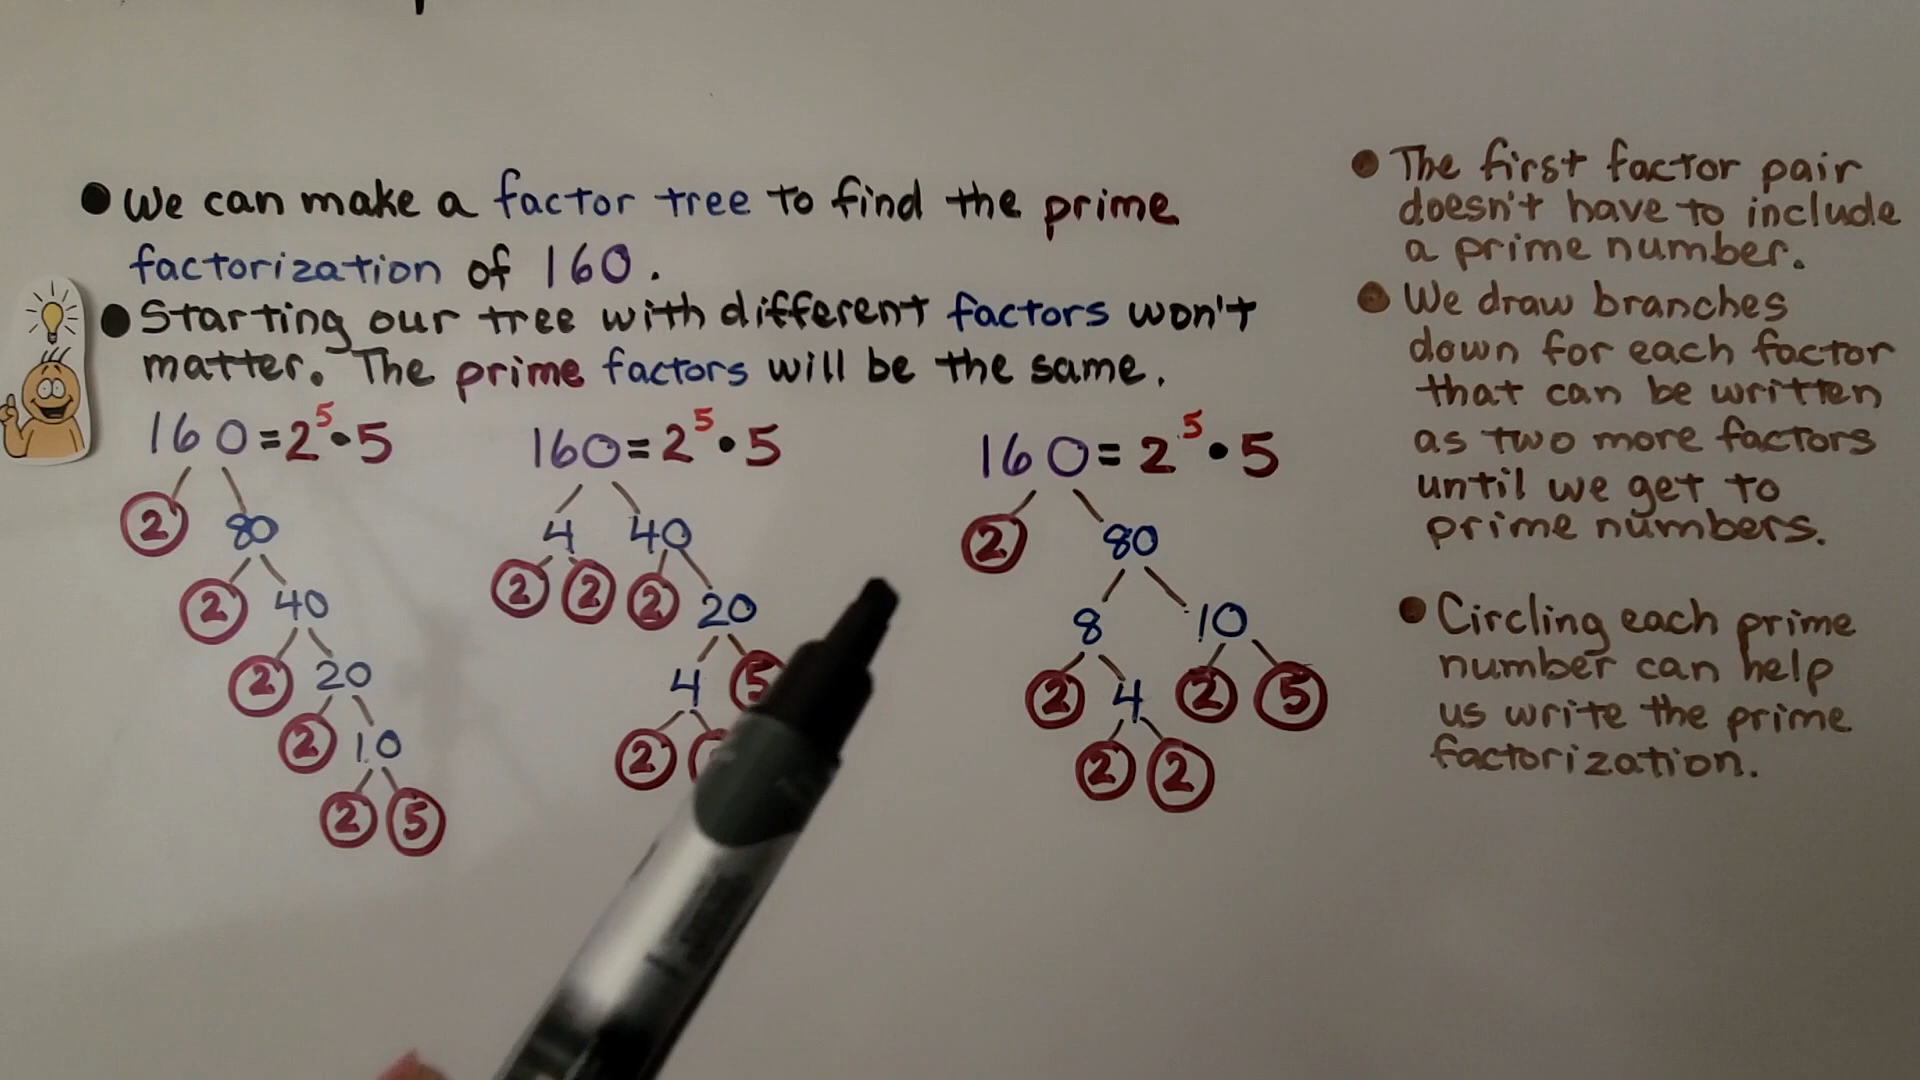 ● We can make a factor tree to find the prime
factorization of 160.
● Starting our tree with different factors won't
matter. The prime factors will be the same.
160=2⁵•5
2 80
2 40
2 20
2 10
2 5
160=2⁵•5
4 40
2 2 2 20
4 5
2
160=2⁵•5
2 80
8 10
2 4 2 5
2 2
● The first factor pair
doesn't have to include
a prime number.
● We draw branches
down for each factor
that can be written
as two more factors
until we get to
prime numbers.
● Circling each prime
number can help
us write the prime
factorization.